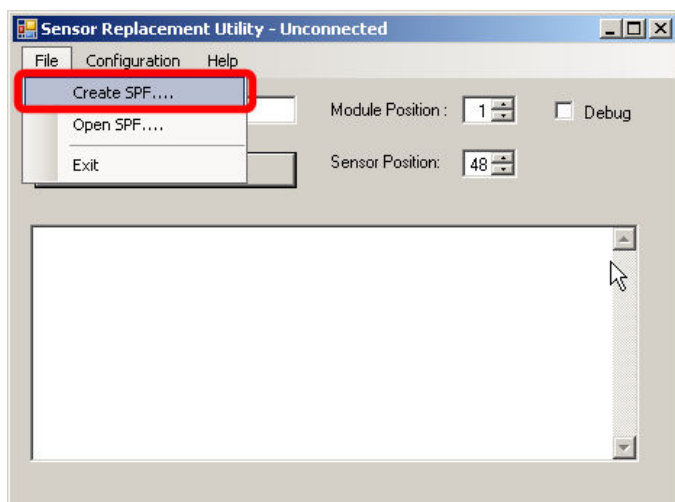 Sensor Replacement Utility - Unconnected
File Configuration Help
Create SPF....
Open SPF....
Exit
Module Position : 1
Debug
Sensor Position: 48